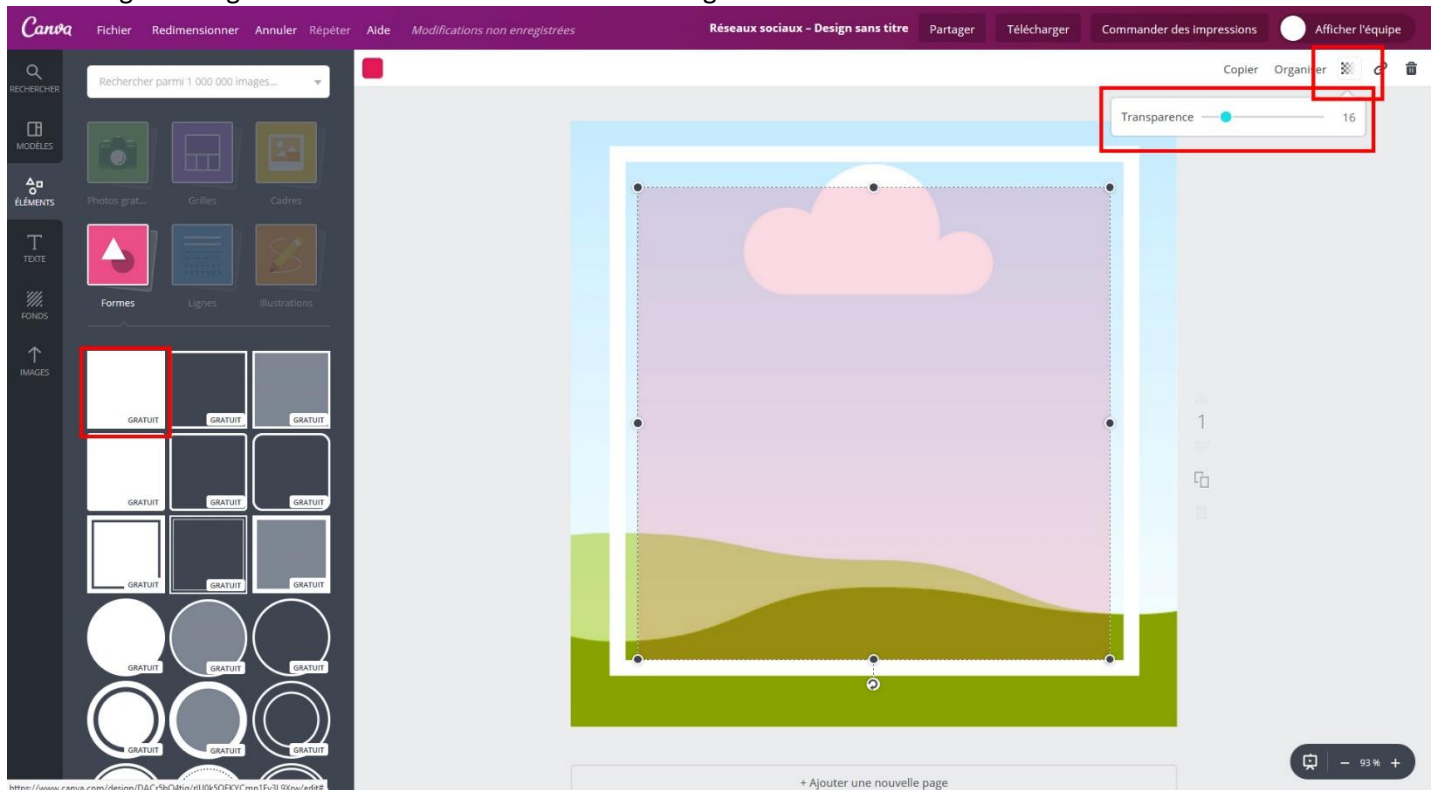 Canva Fichier Redimensionner Annuler Répéter Aide Modifications non enregistrées Réseaux sociaux – Design sans titre Partager Télécharger Commander des impressions Afficher l'équipe
RECHERCHER
Rechercher parmi 1 000 000 images...
Copier Organiser
Transparence 16
MODÈLES
ÉLÉMENTS
Photos grat... Grilles Cadres
TEXTE
FONDS
Formes Lignes Illustrations
IMAGES
GRATUIT GRATUIT GRATUIT
1
GRATUIT GRATUIT GRATUIT
GRATUIT GRATUIT GRATUIT
GRATUIT GRATUIT GRATUIT
GRATUIT GRATUIT GRATUIT
93 %
+ Ajouter une nouvelle page